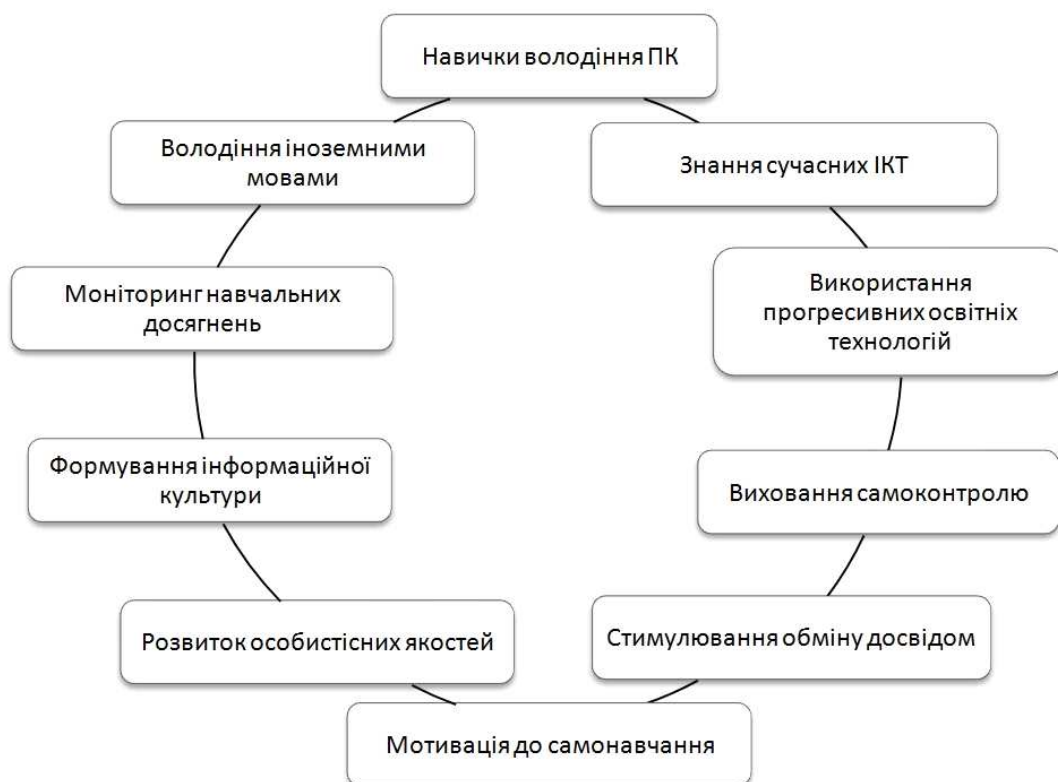 Навички володіння ПК
Володіння іноземними
мовами
Знання сучасних ІКТ
Моніторинг навчальних
досягнень
Використання
прогресивних освітніх
технологій
Формування інформаційної
культури
Виховання самоконтролю
Розвиток особистісних якостей
Стимулювання обміну досвідом
Мотивація до самонавчання